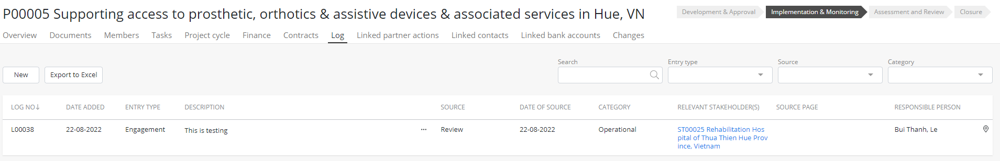 P00005 Supporting access to prosthetic, orthotics & assistive devices & associated services in Hue, VN
Development & Approval Implementation & Monitoring Assessment and Review Closure
Overview Documents Members Tasks Project cycle Finance Contracts Log Linked partner actions Linked contacts Linked bank accounts Changes
Search Entry type Source Category
New Export to Excel
LOG NO↓ DATE ADDED ENTRY TYPE DESCRIPTION SOURCE DATE OF SOURCE CATEGORY RELEVANT STAKEHOLDER(S) SOURCE PAGE RESPONSIBLE PERSON
L00038 22-08-2022 Engagement This is testing ... Review 22-08-2022 Operational ST00025 Rehabilitation Hos Bui Thanh, Le
pital of Thua Thien Hue Prov
ince, Vietnam